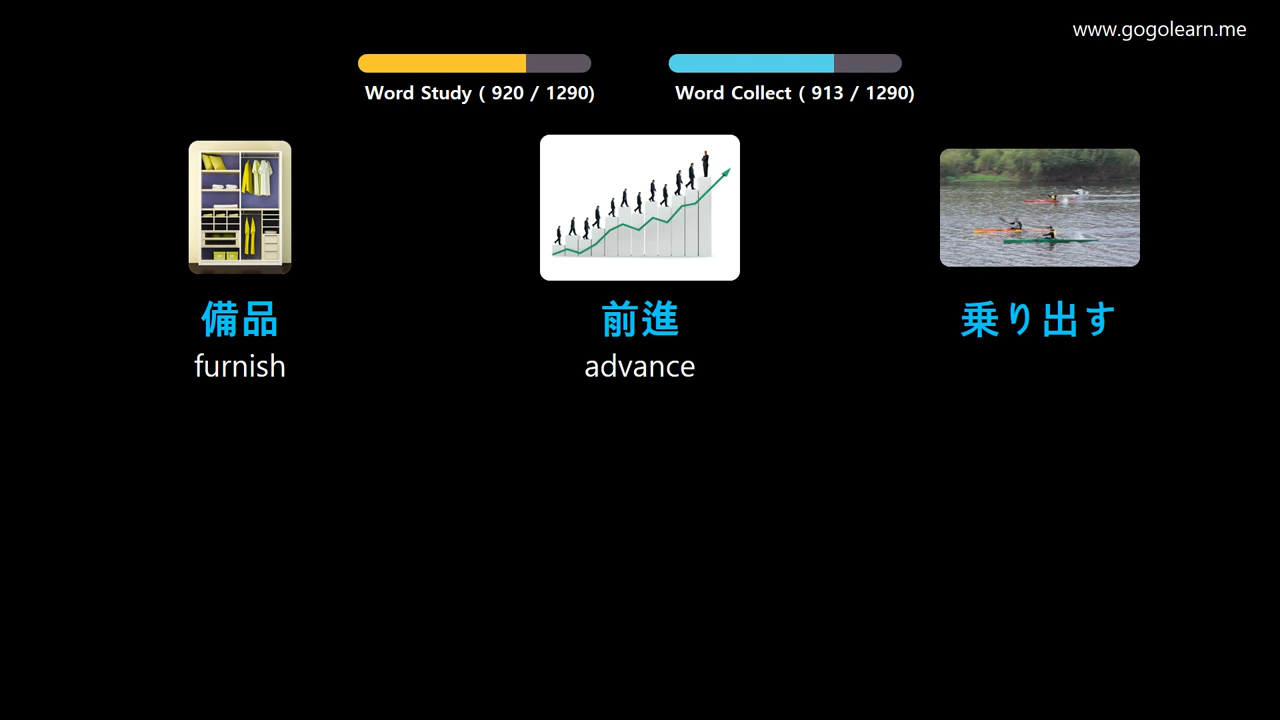 www.gogolearn.me
Word Study ( 920 / 1290)
Word Collect ( 913 / 1290)
備品
前進
乗り出す
furnish
advance